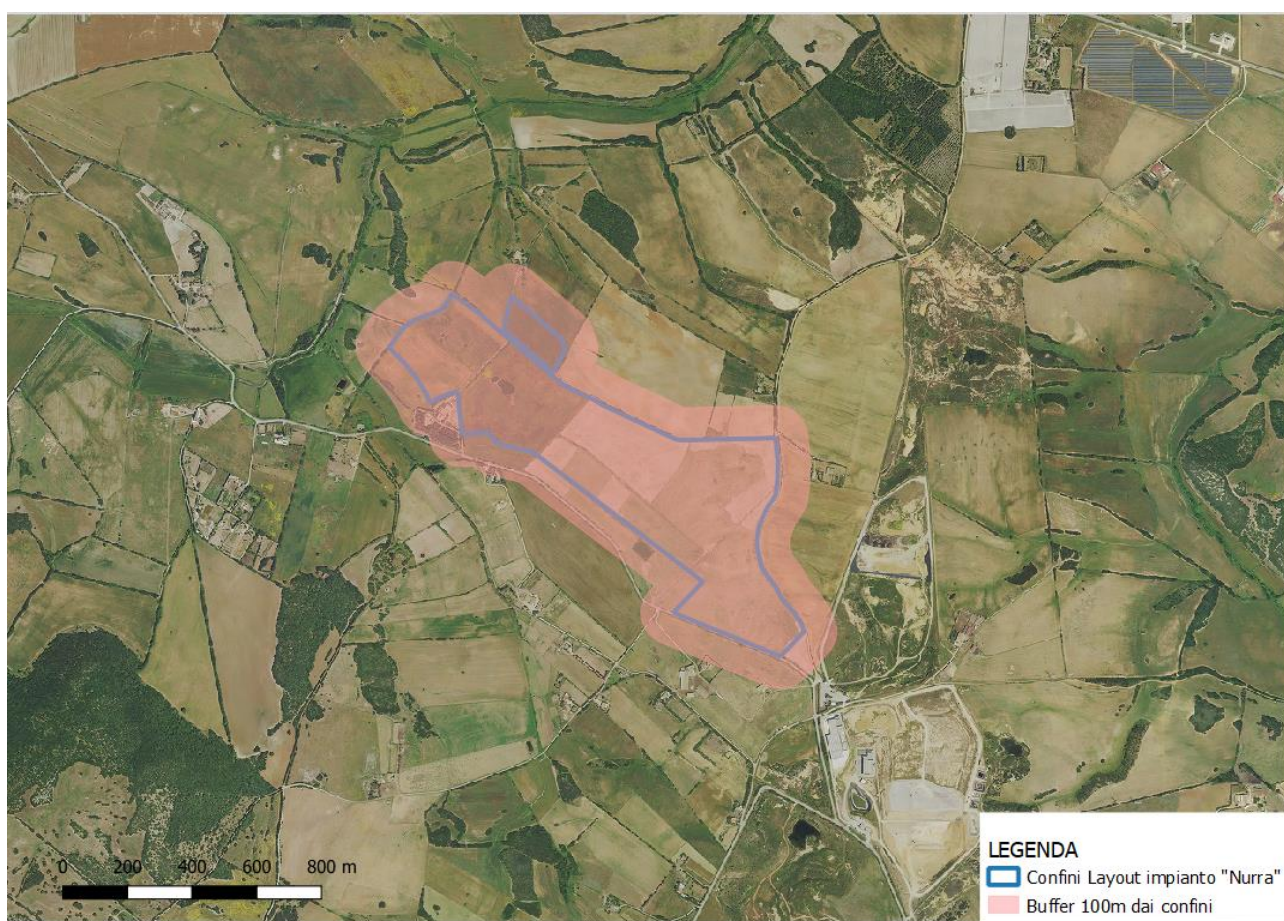 0 200 400 600 800 m
LEGENDA
Confini Layout impianto "Nurra"
Buffer 100m dai confini